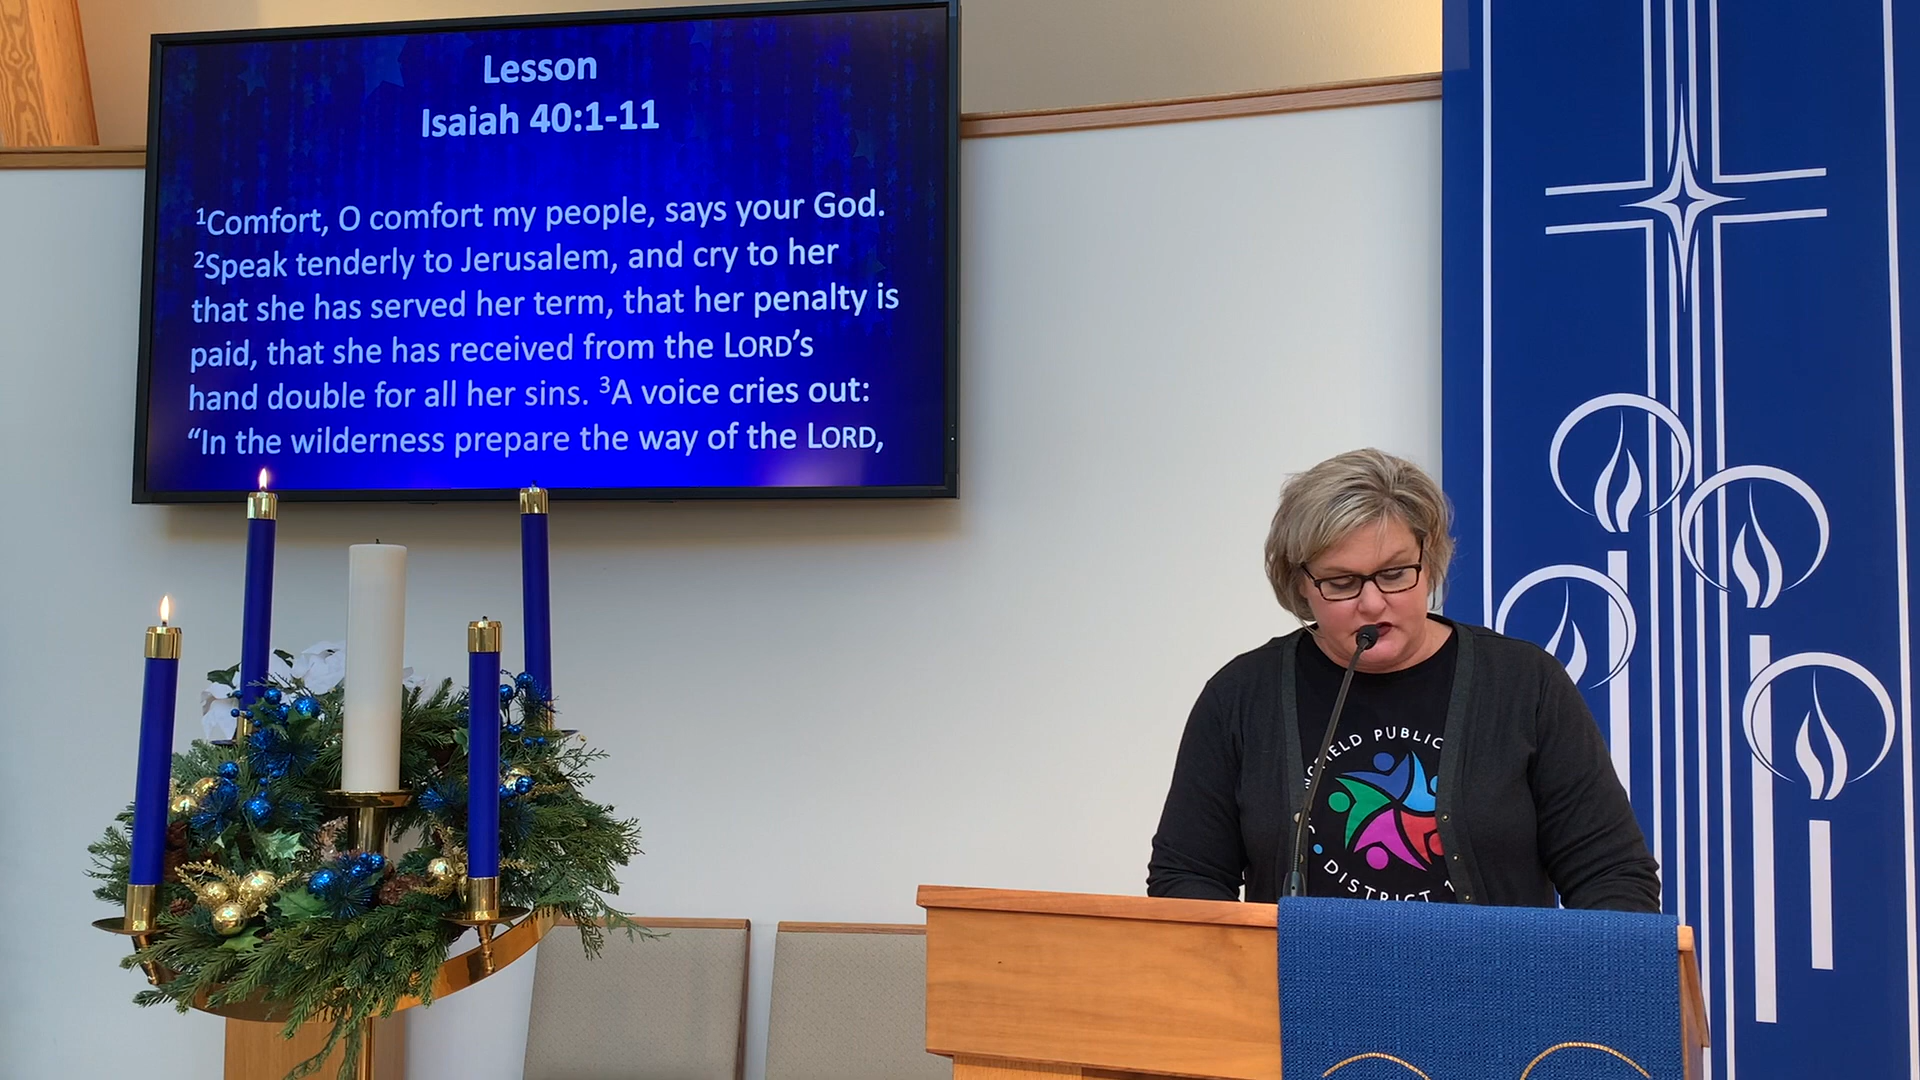 Lesson
Isaiah 40:1-11
¹Comfort, O comfort my people, says your God.
²Speak tenderly to Jerusalem, and cry to her
that she has served her term, that her penalty is
paid, that she has received from the LORD’s
hand double for all her sins. ³A voice cries out:
“In the wilderness prepare the way of the LORD,
PUBLIC
DISTRICT 1